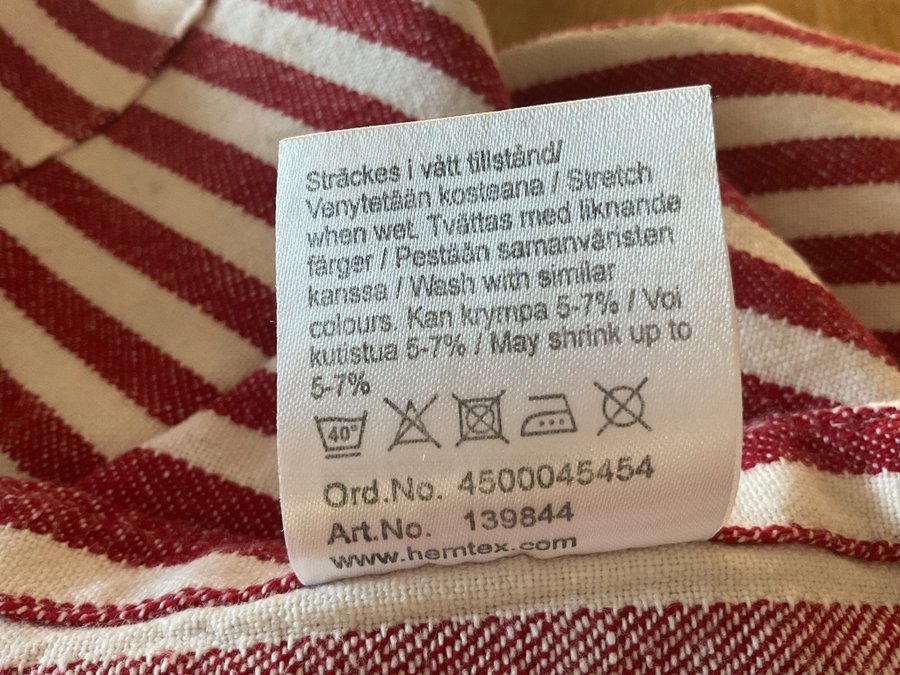 Sträckes i vått tillstånd/
Venytetään kosteana / Stretch
when wet. Tvättas med liknande
färger / Pestään samanväristen
kanssa / Wash with similar
colours. Kan krympa 5-7% / Voi
kutistua 5-7% / May shrink up to
5-7%
40°
Ord.No. 4500045454
Art.No. 139844
www.hemtex.com